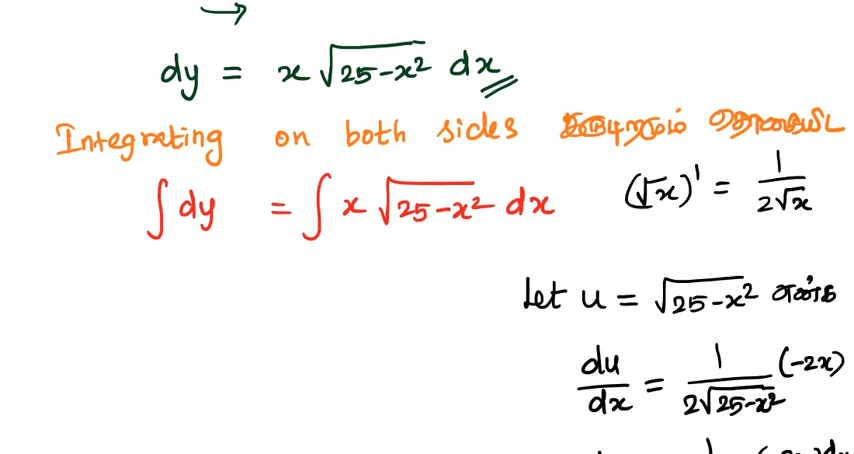 →
dy = x √25-x² dx
Integrating on both sides இருபுறமும் தொகையிட
∫ dy = ∫ x √25-x² dx
(√x)' = 1/2√x
Let u = √25-x² என்க
du/dx = 1/2√25-x² (-2x)